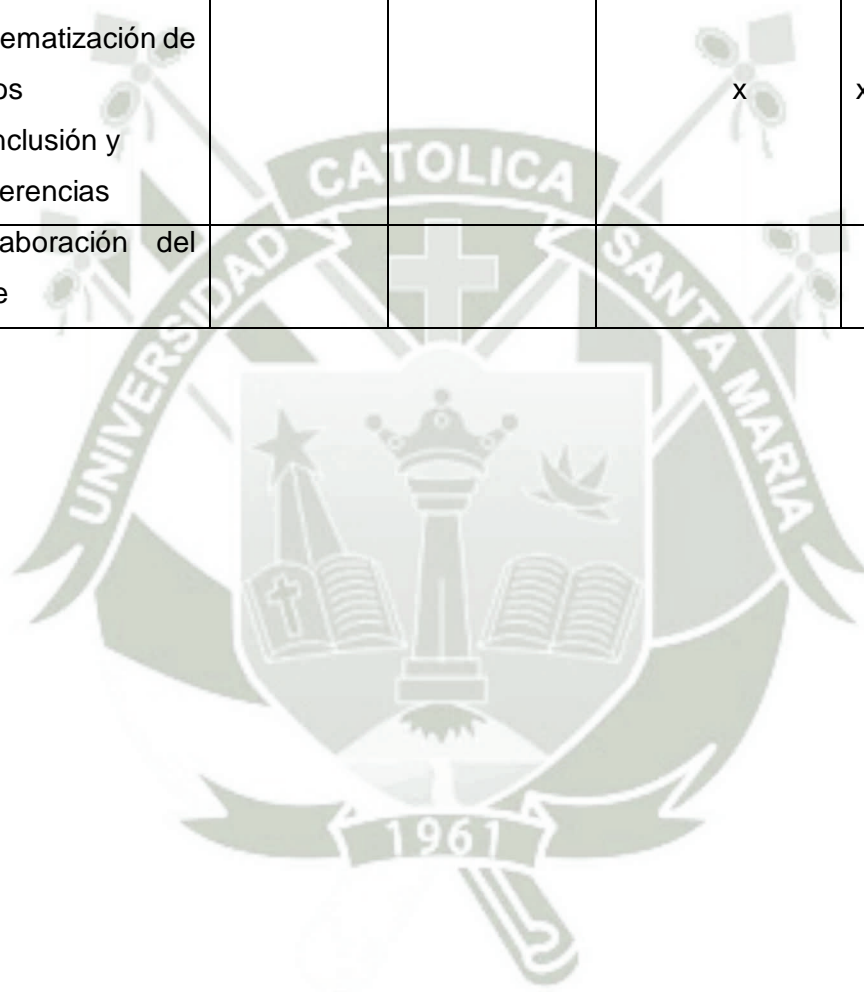 ematización de
os
x x
nclusión y
erencias
aboración del
e
CATOLICA
UNIVERSIDAD
SANTA MARIA
1961